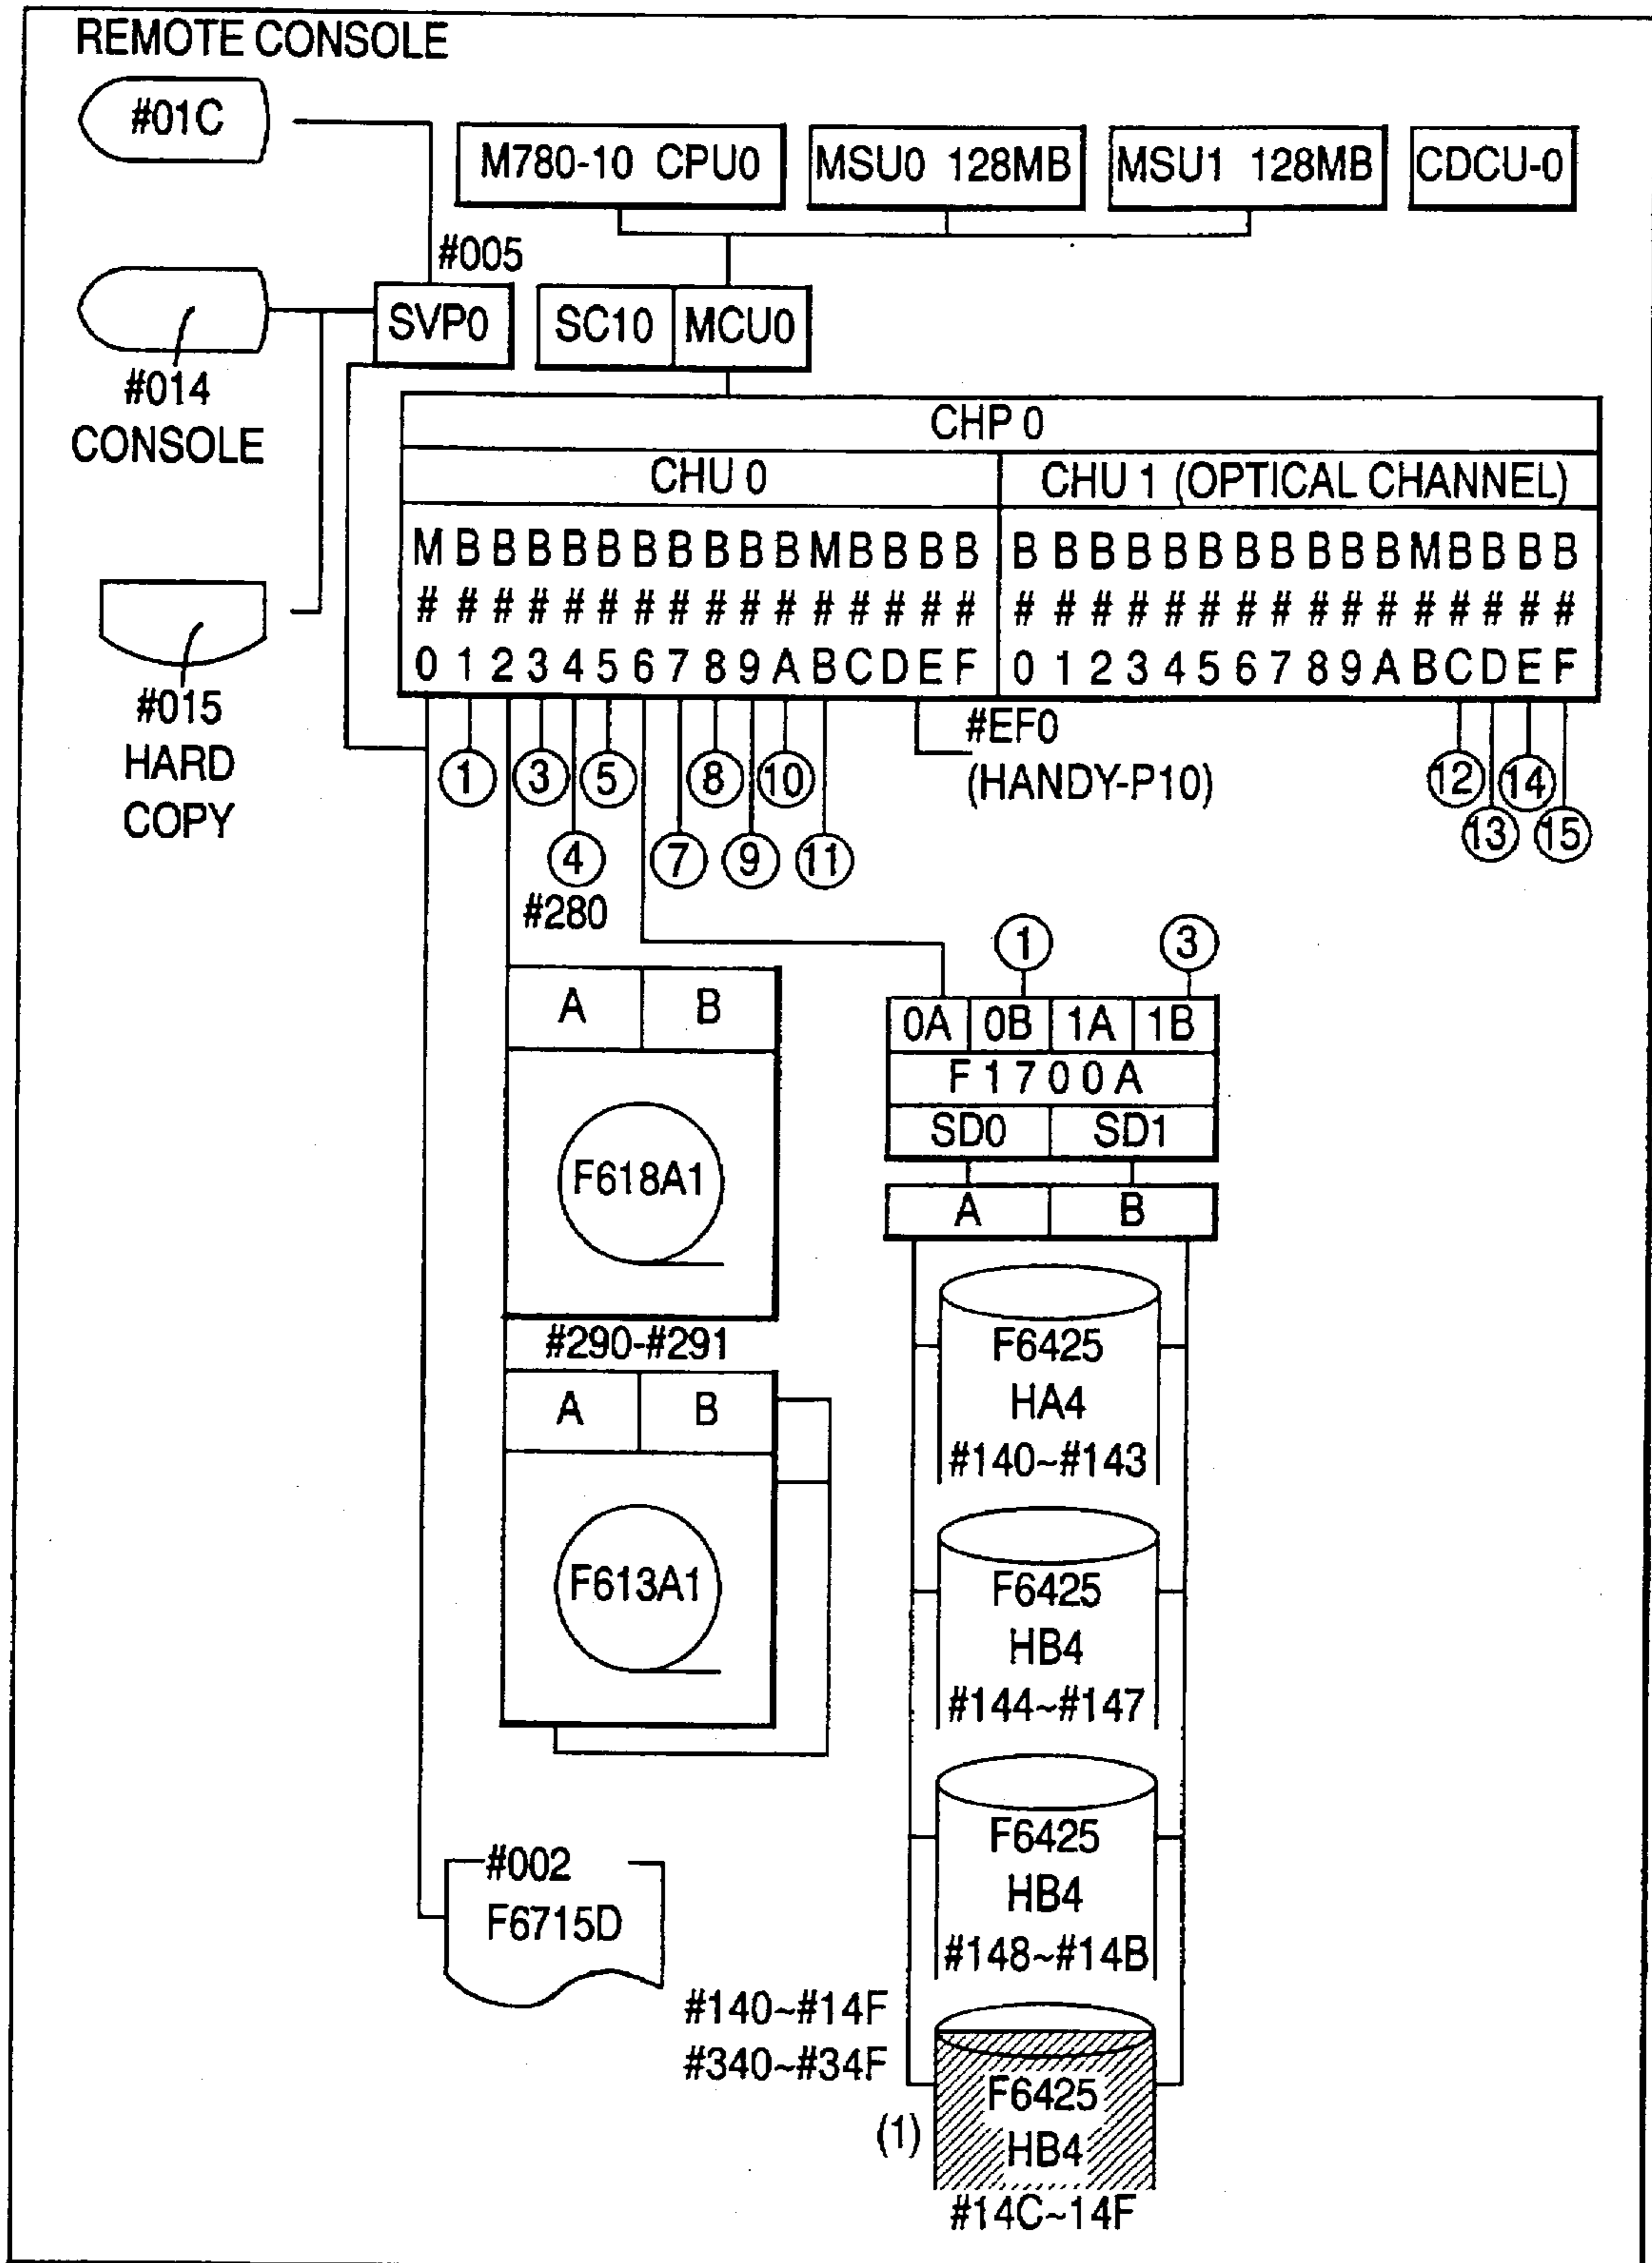 REMOTE CONSOLE
#01C
M780-10 CPU0
MSU0 128MB
MSU1 128MB
CDCU-0
#005
SVP0
SC10
MCU0
#014
CONSOLE
#015
HARD
COPY
CHP 0
CHU 0
CHU 1 (OPTICAL CHANNEL)
M B B B B B B B B B B M B B B B
B B B B B B B B B B B M B B B B
# # # # # # # # # # # # # # # #
# # # # # # # # # # # # # # # #
0 1 2 3 4 5 6 7 8 9 A B C D E F
0 1 2 3 4 5 6 7 8 9 A B C D E F
#EF0
(HANDY-P10)
1
3
5
8
10
12
14
4
7
9
11
13
15
#280
A
B
F618A1
#290-#291
A
B
F613A1
#002
F6715D
1
3
0A
0B
1A
1B
F1700A
SD0
SD1
A
B
F6425
HA4
#140~#143
F6425
HB4
#144~#147
F6425
HB4
#148~#14B
#140~#14F
#340~#34F
(1)
F6425
HB4
#14C~14F